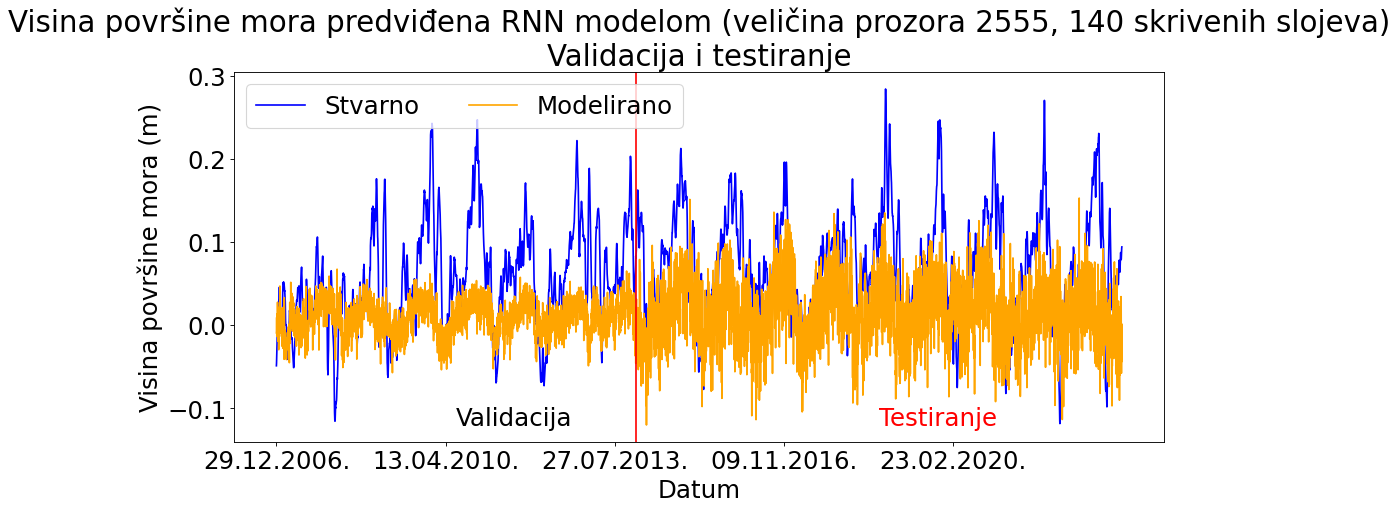 Visina površine mora predviđena RNN modelom (veličina prozora 2555, 140 skrivenih slojeva)
Validacija i testiranje
Visina površine mora (m)
0.3
0.2
0.1
0.0
−0.1
Stvarno
Modelirano
Validacija
Testiranje
29.12.2006.
13.04.2010.
27.07.2013.
09.11.2016.
23.02.2020.
Datum